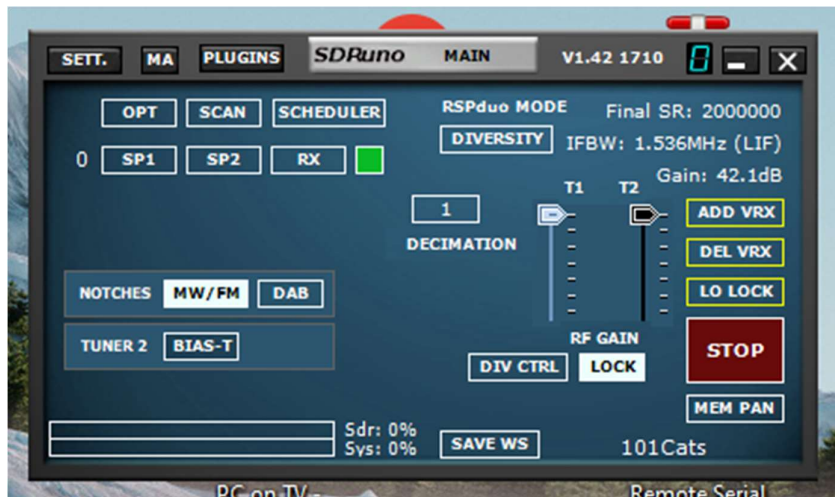 SETT. MA PLUGINS SDRuno MAIN V1.42 1710 0
OPT SCAN SCHEDULER RSPduo MODE Final SR: 2000000
DIVERSITY IFBW: 1.536MHz (LIF)
0 SP1 SP2 RX
Gain: 42.1dB
T1 T2
1 ADD VRX
DECIMATION DEL VRX
NOTCHES MW/FM DAB LO LOCK
TUNER 2 BIAS-T RF GAIN STOP
DIV CTRL LOCK
MEM PAN
Sdr: 0%
Sys: 0% SAVE WS 101Cats
PC on TV - Remote Serial